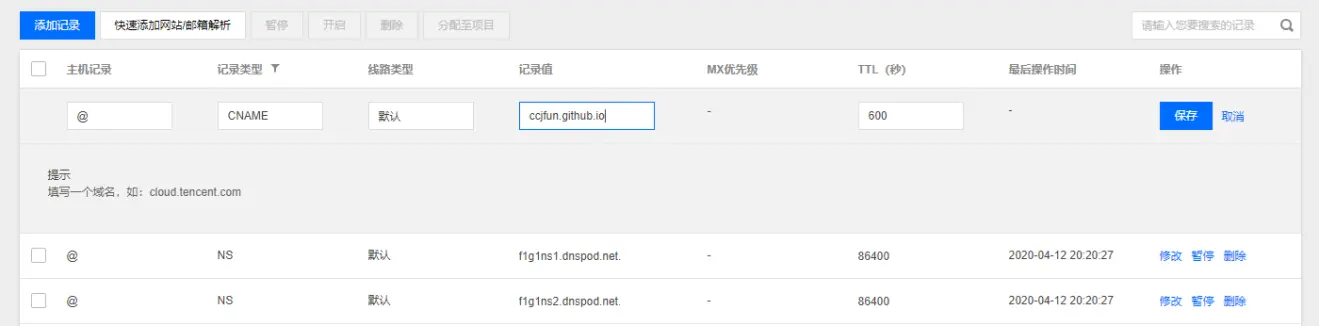 添加记录 快速添加网站/邮箱解析 暂停 开启 删除 分配至项目 请输入您要搜索的记录
主机记录 记录类型 线路类型 记录值 MX优先级 TTL（秒） 最后操作时间 操作
@ CNAME 默认 ccjfun.github.io - 600 - 保存 取消
提示
填写一个域名，如：cloud.tencent.com
@ NS 默认 f1g1ns1.dnspod.net. - 86400 2020-04-12 20:20:27 修改 暂停 删除
@ NS 默认 f1g1ns2.dnspod.net. - 86400 2020-04-12 20:20:27 修改 暂停 删除